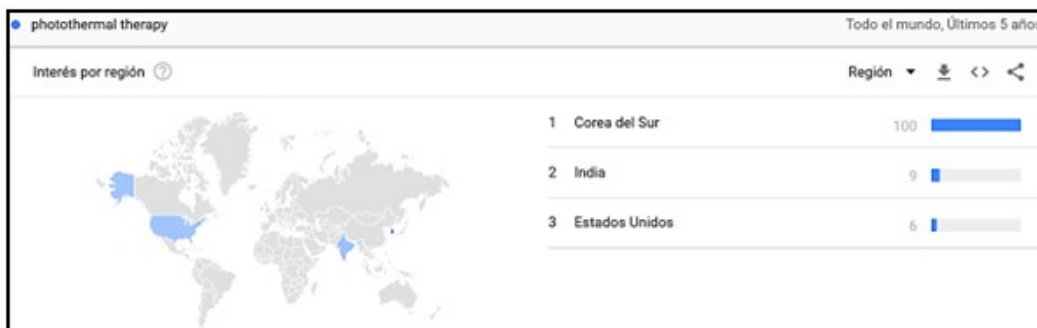 photothermal therapy
Todo el mundo, Últimos 5 años
Interés por región ?
Región
1 Corea del Sur 100
2 India 9
3 Estados Unidos 6